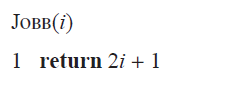 JOBB(i)
1 return 2i + 1